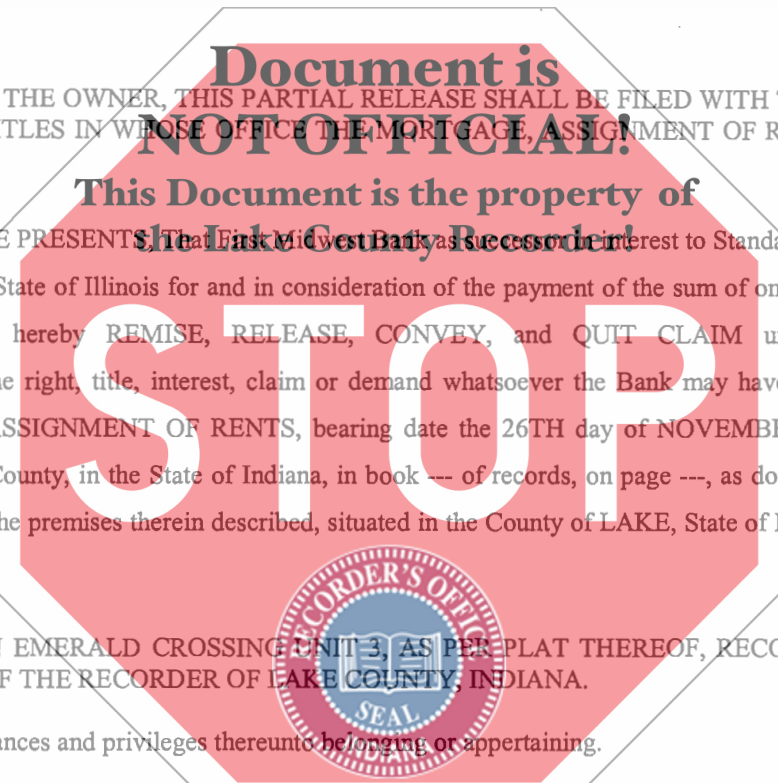 Document is
THE OWNER, THIS PARTIAL RELEASE SHALL BE FILED WITH
TLES IN WHOSE OFFICE THE MORTGAGE, ASSIGNMENT OF R
NOT OFFICIAL!
This Document is the property of
the Lake County Recorder!
E PRESENTS, That First Midwest Bank as successor in interest to Standa
State of Illinois for and in consideration of the payment of the sum of on
hereby REMISE, RELEASE, CONVEY, and QUIT CLAIM u
e right, title, interest, claim or demand whatsoever the Bank may have
SSIGNMENT OF RENTS, bearing date the 26TH day of NOVEMBE
County, in the State of Indiana, in book --- of records, on page ---, as do
he premises therein described, situated in the County of LAKE, State of I
STOP
RECORDER'S OFFICE
N EMERALD CROSSING UNIT 3, AS PER PLAT THEREOF, RECO
F THE RECORDER OF LAKE COUNTY, INDIANA.
SEAL
INDIANA
ances and privileges thereunto belonging or appertaining.